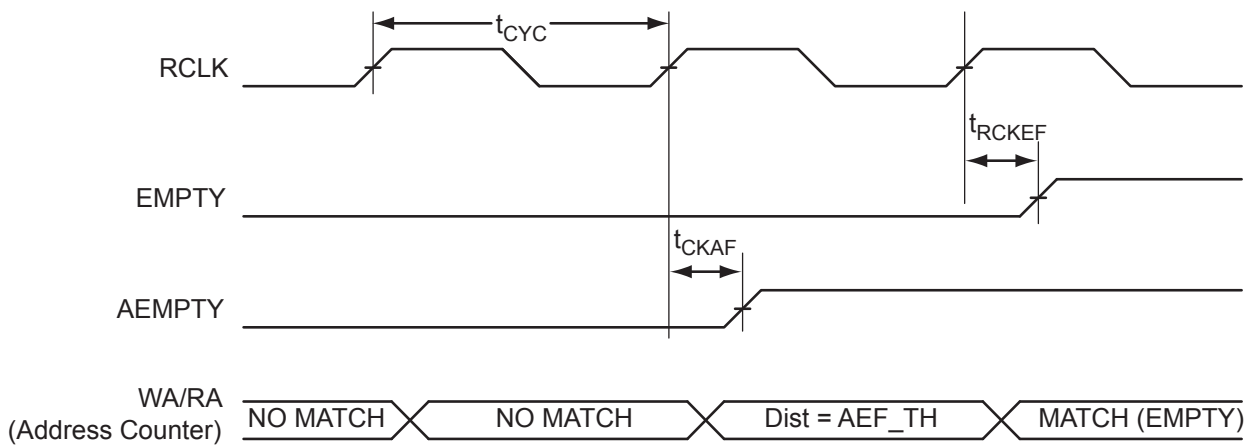 tCYC
RCLK
tRCKEF
EMPTY
tCKAF
AEMPTY
WA/RA
(Address Counter)
NO MATCH
NO MATCH
Dist = AEF_TH
MATCH (EMPTY)